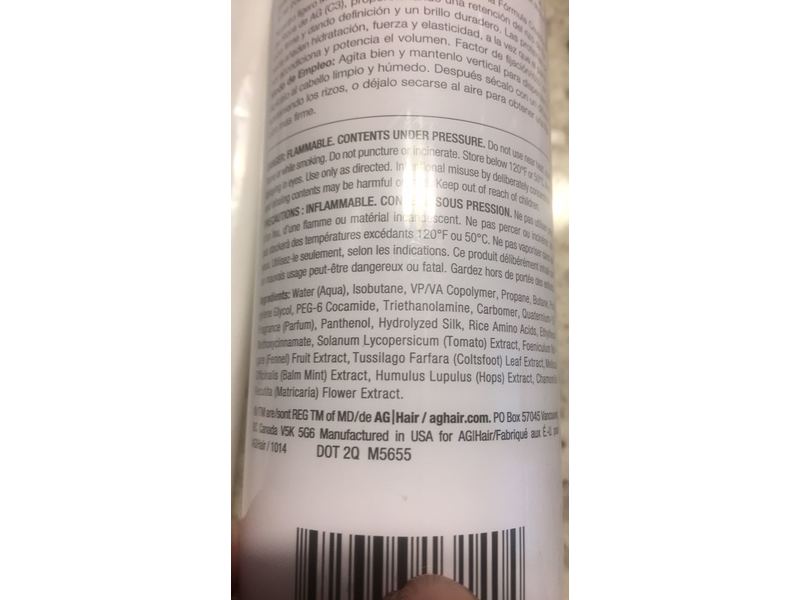 Fórmula
de AG (C3), una retención del
y dando definición y un brillo duradero. Las
hidratación, fuerza y elasticidad, a la vez que
y potencia el volumen. Factor de fijación
de Empleo: Agita bien y mantenlo vertical para
al cabello limpio y húmedo. Después sécalo con un
los rizos, o déjalo secarse al aire para obtener
más firme.
FLAMMABLE. CONTENTS UNDER PRESSURE. Do not use near
or while smoking. Do not puncture or incinerate. Store below 120°F or 50°C.
in eyes. Use only as directed. misuse by deliberately
contents may be harmful Keep out of reach of children.
: INFLAMMABLE. SOUS PRESSION. Ne pas utiliser
d'une flamme ou matérial Ne pas percer ou
des températures excédants 120°F ou 50°C. Ne pas vaporiser
Utilisez-le seulement, selon les indications. Ce produit délibérément
mauvais usage peut-être dangereux ou fatal. Gardez hors de portée des
Ingredients: Water (Aqua), Isobutane, VP/VA Copolymer, Propane, Butane,
Glycol, PEG-6 Cocamide, Triethanolamine, Carbomer,
Fragrance (Parfum), Panthenol, Hydrolyzed Silk, Rice Amino Acids,
Solanum Lycopersicum (Tomato) Extract, Foeniculum
(Fennel) Fruit Extract, Tussilago Farfara (Coltsfoot) Leaf Extract,
(Balm Mint) Extract, Humulus Lupulus (Hops) Extract,
(Matricaria) Flower Extract.
are/sont REG TM of MD/de AG|Hair / aghair.com. PO Box 57045
Canada V5K 5G6 Manufactured in USA for AG|Hair/Fabriqué aux É.-U.
AG|Hair / 1014 DOT 2Q M5655